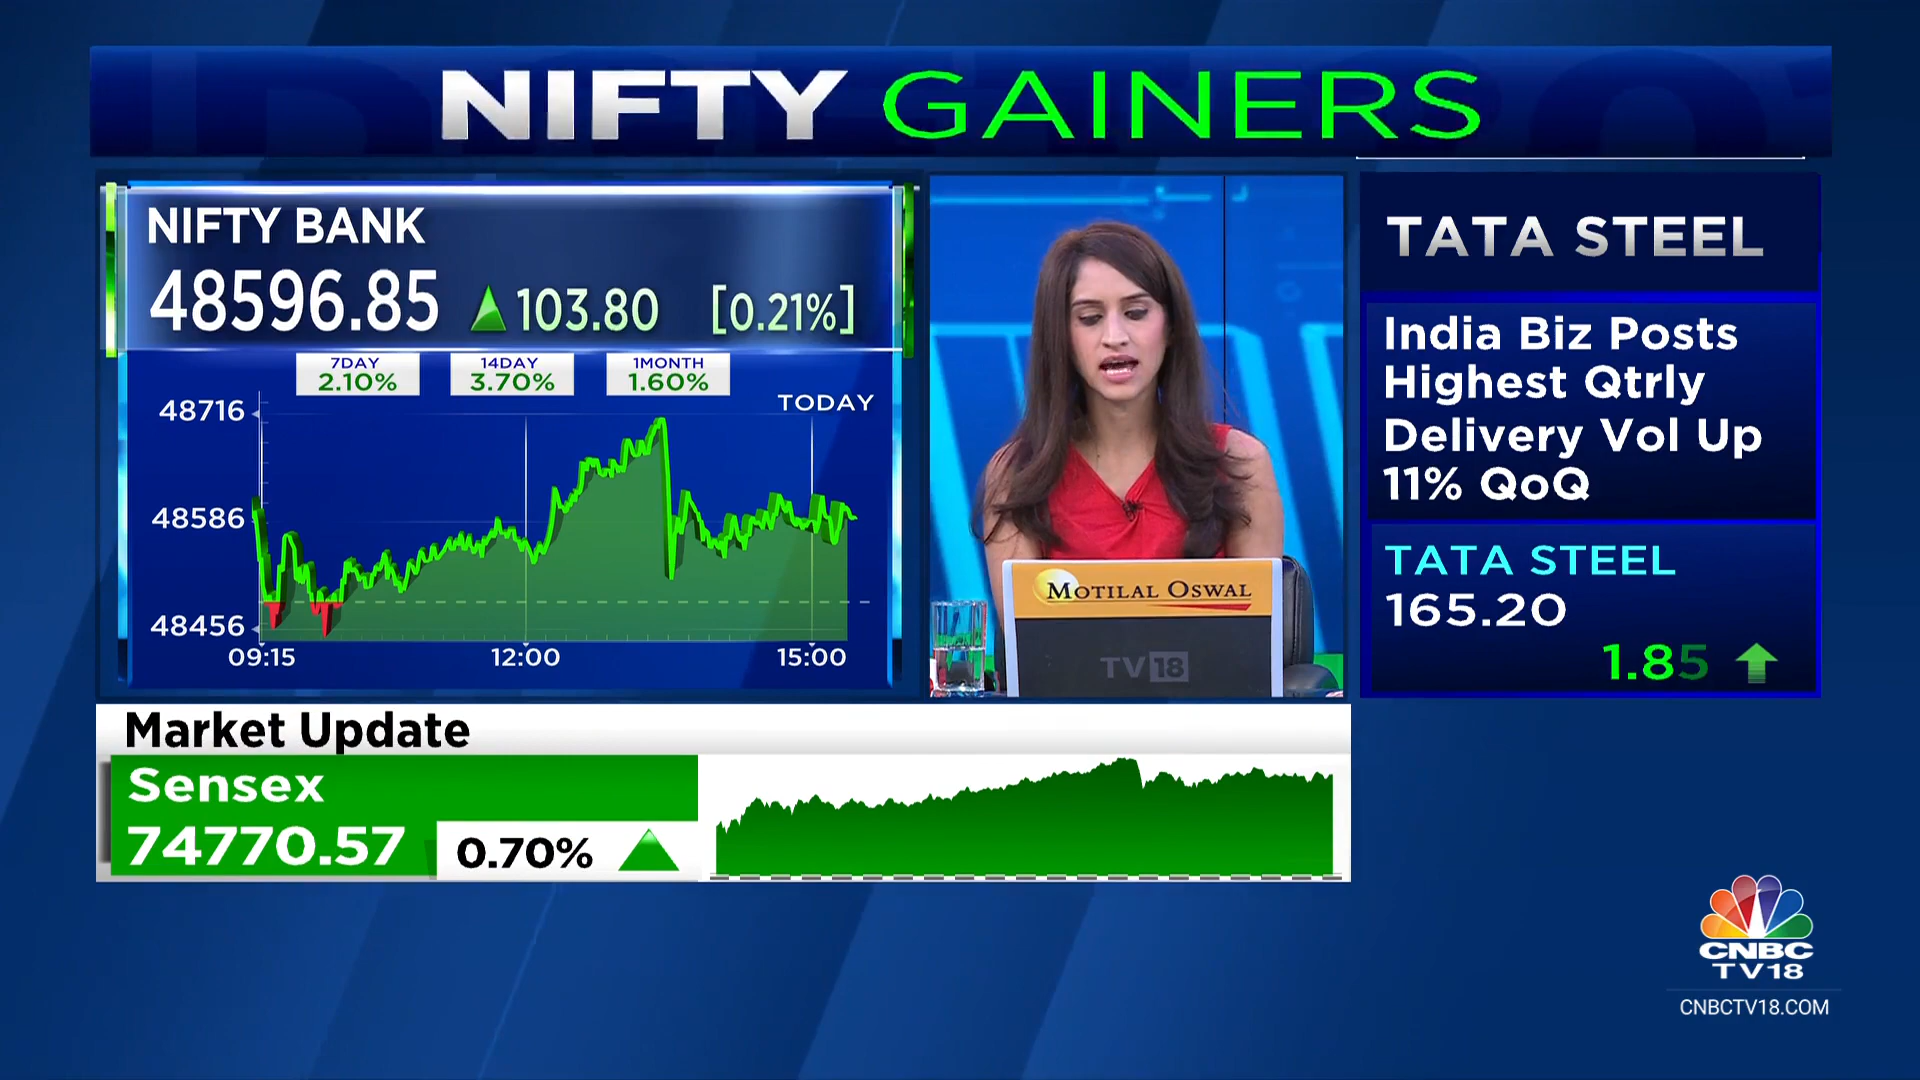 NIFTY GAINERS
NIFTY BANK
48596.85 103.80 [0.21%]
7DAY
2.10%
14DAY
3.70%
1MONTH
1.60%
TODAY
48716
48586
48456
09:15 12:00 15:00
MOTILAL OSWAL
TV18
TATA STEEL
India Biz Posts
Highest Qtrly
Delivery Vol Up
11% QoQ
TATA STEEL
165.20
1.85
Market Update
Sensex
74770.57 0.70%
CNBC
TV18
CNBCTV18.COM